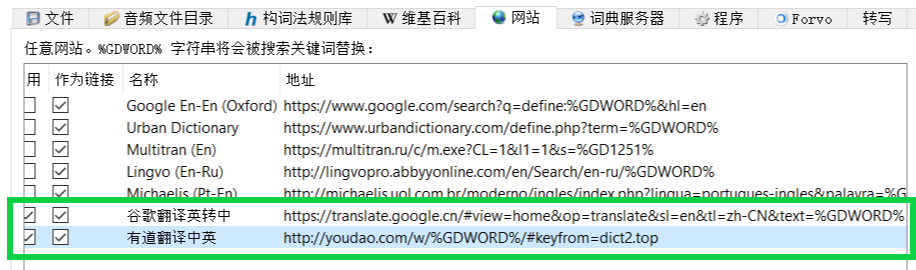 文件 音频文件目录 构词法规则库 维基百科 网站 词典服务器 程序 Forvo 转写
任意网站。%GDWORD% 字符串将会被搜索关键词替换：
用 作为链接 名称 地址
Google En-En (Oxford) https://www.google.com/search?q=define:%GDWORD%&hl=en
Urban Dictionary https://www.urbandictionary.com/define.php?term=%GDWORD%
Multitran (En) https://multitran.ru/c/m.exe?CL=1&l1=1&s=%GD1251%
Lingvo (En-Ru) http://lingvopro.abbyyonline.com/en/Search/en-ru/%GDWORD%
Michaelis (Pt-En) http://michaelis.uol.com.br/moderno/ingles/index.php?lingua=portugues-ingles&palavra=%G
谷歌翻译英转中 https://translate.google.cn/#view=home&op=translate&sl=en&tl=zh-CN&text=%GDWORD%
有道翻译中英 http://youdao.com/w/%GDWORD%/#keyfrom=dict2.top